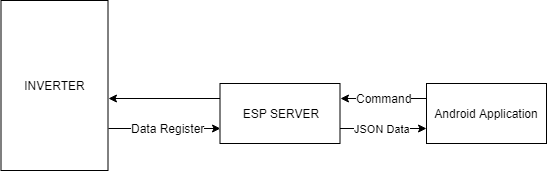 INVERTER
Command
ESP SERVER
Android Application
Data Register
JSON Data